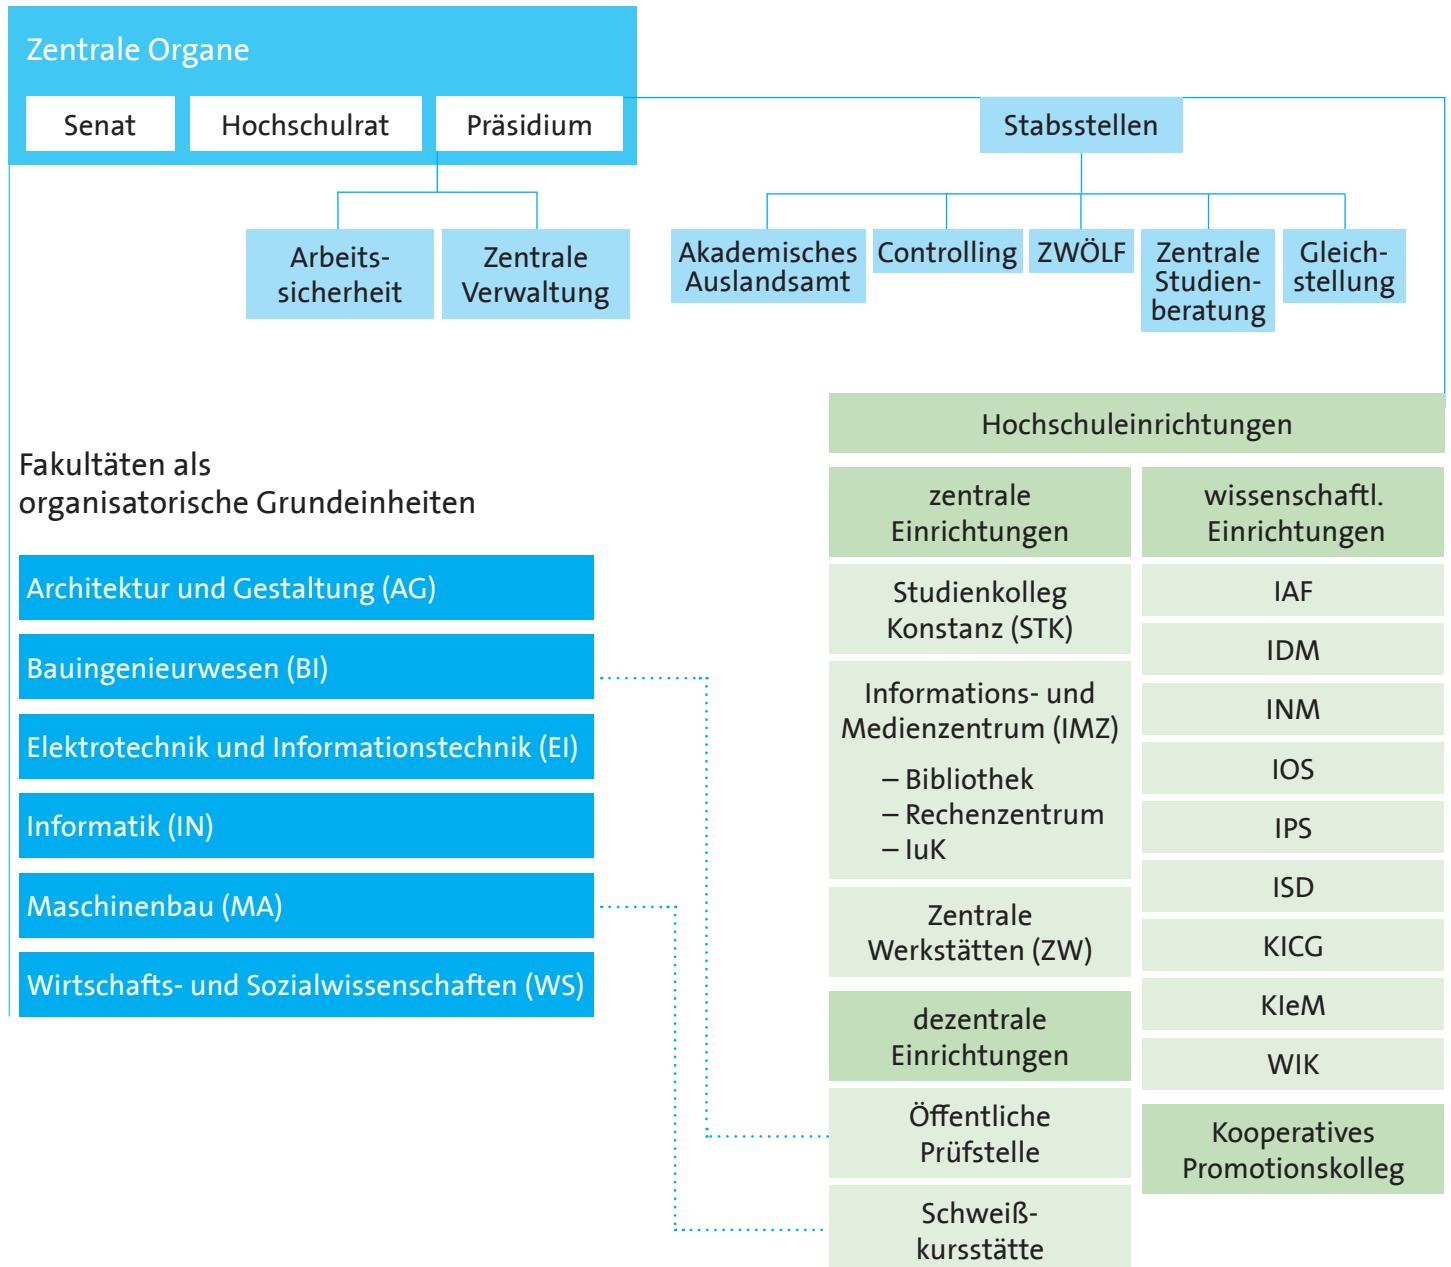 Zentrale Organe
Senat
Hochschulrat
Präsidium
Stabsstellen
Arbeits-
sicherheit
Zentrale
Verwaltung
Akademisches
Auslandsamt
Controlling
ZWÖLF
Zentrale
Studien-
beratung
Gleich-
stellung
Fakultäten als
organisatorische Grundeinheiten
Architektur und Gestaltung (AG)
Bauingenieurwesen (BI)
Elektrotechnik und Informationstechnik (EI)
Informatik (IN)
Maschinenbau (MA)
Wirtschafts- und Sozialwissenschaften (WS)
Hochschuleinrichtungen
zentrale
Einrichtungen
Studienkolleg
Konstanz (STK)
Informations- und
Medienzentrum (IMZ)
– Bibliothek
– Rechenzentrum
– IuK
Zentrale
Werkstätten (ZW)
dezentrale
Einrichtungen
Öffentliche
Prüfstelle
Schweiß-
kursstätte
wissenschaftl.
Einrichtungen
IAF
IDM
INM
IOS
IPS
ISD
KICG
KIeM
WIK
Kooperatives
Promotionskolleg